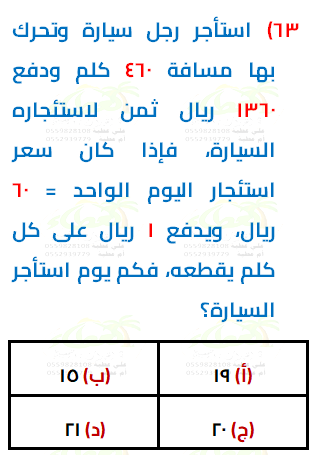 ٦٣) استأجر رجل سيارة وتحرك
بها مسافة ٤٦٠ كلم ودفع
١٣٦٠ ريال ثمن لاستئجاره
السيارة، فإذا كان سعر
استئجار اليوم الواحد = ٦٠
ريال، ويدفع ١ ريال على كل
كلم يقطعه، فكم يوم استأجر
السيارة؟
(أ) ١٩
(ب) ١٥
(ج) ٢٠
(د) ٢١